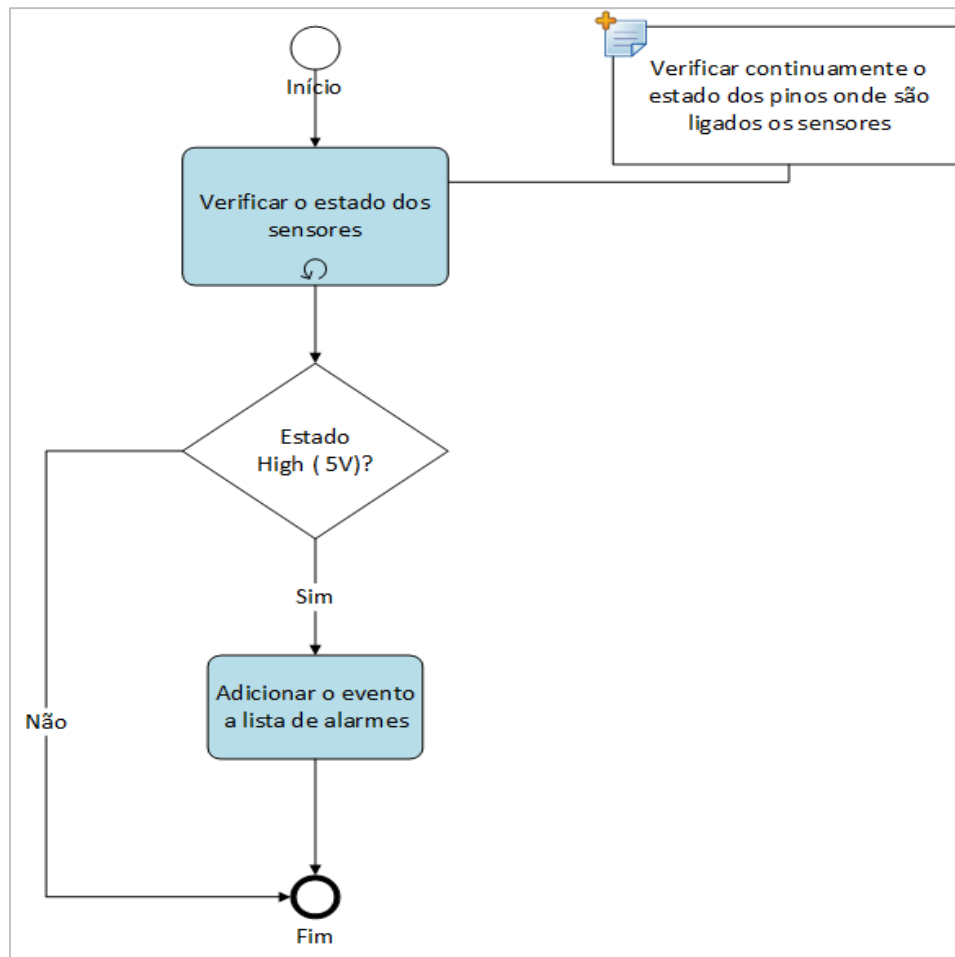 Início
Verificar continuamente o
estado dos pinos onde são
ligados os sensores
Verificar o estado dos
sensores
Estado
High ( 5V)?
Sim
Adicionar o evento
a lista de alarmes
Não
Fim